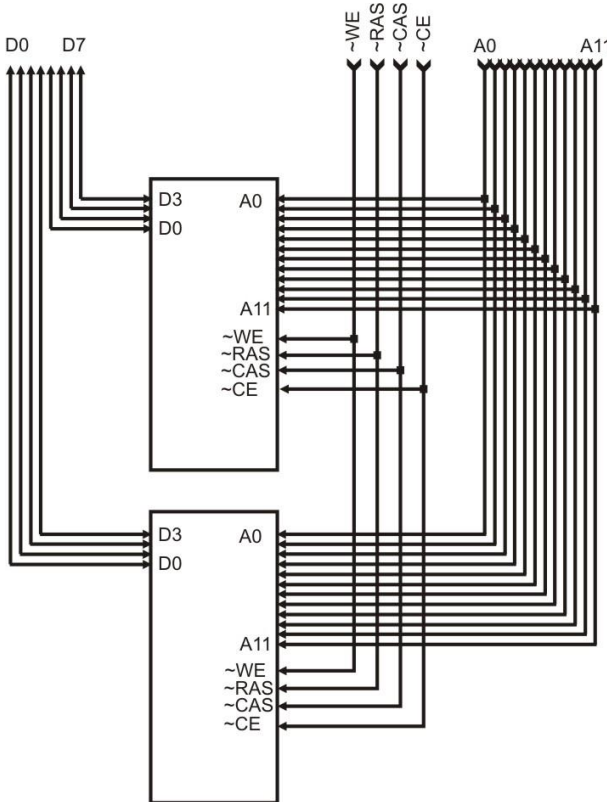 D0 D7 ~WE ~RAS ~CAS ~CE A0 A11
D3 A0
D0
A11
~WE
~RAS
~CAS
~CE
D3 A0
D0
A11
~WE
~RAS
~CAS
~CE